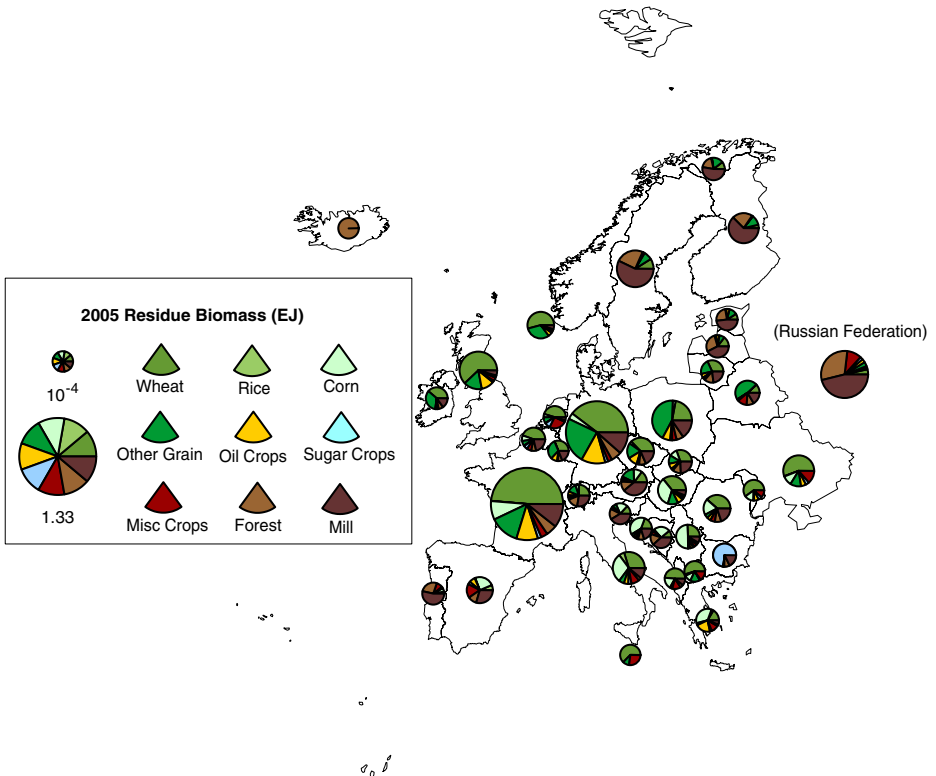 2005 Residue Biomass (EJ)
10-4
Wheat
Rice
Corn
Other Grain
Oil Crops
Sugar Crops
1.33
Misc Crops
Forest
Mill
(Russian Federation)